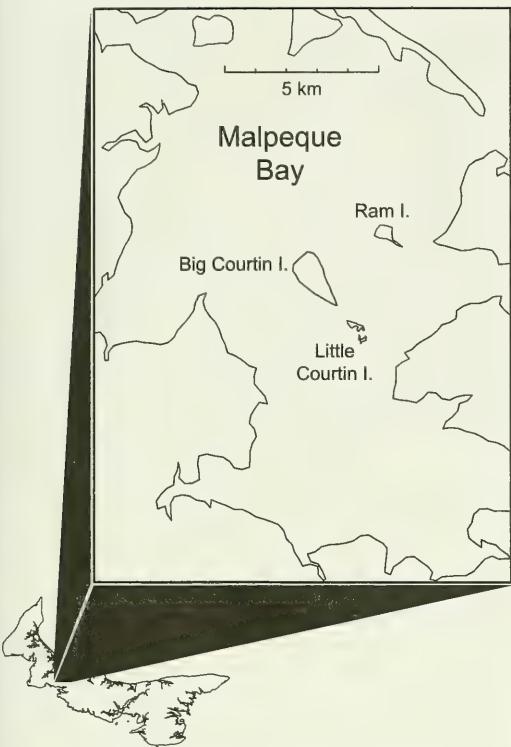 5 km
Malpeque
Bay
Ram I.
Big Courtin I.
Little
Courtin I.